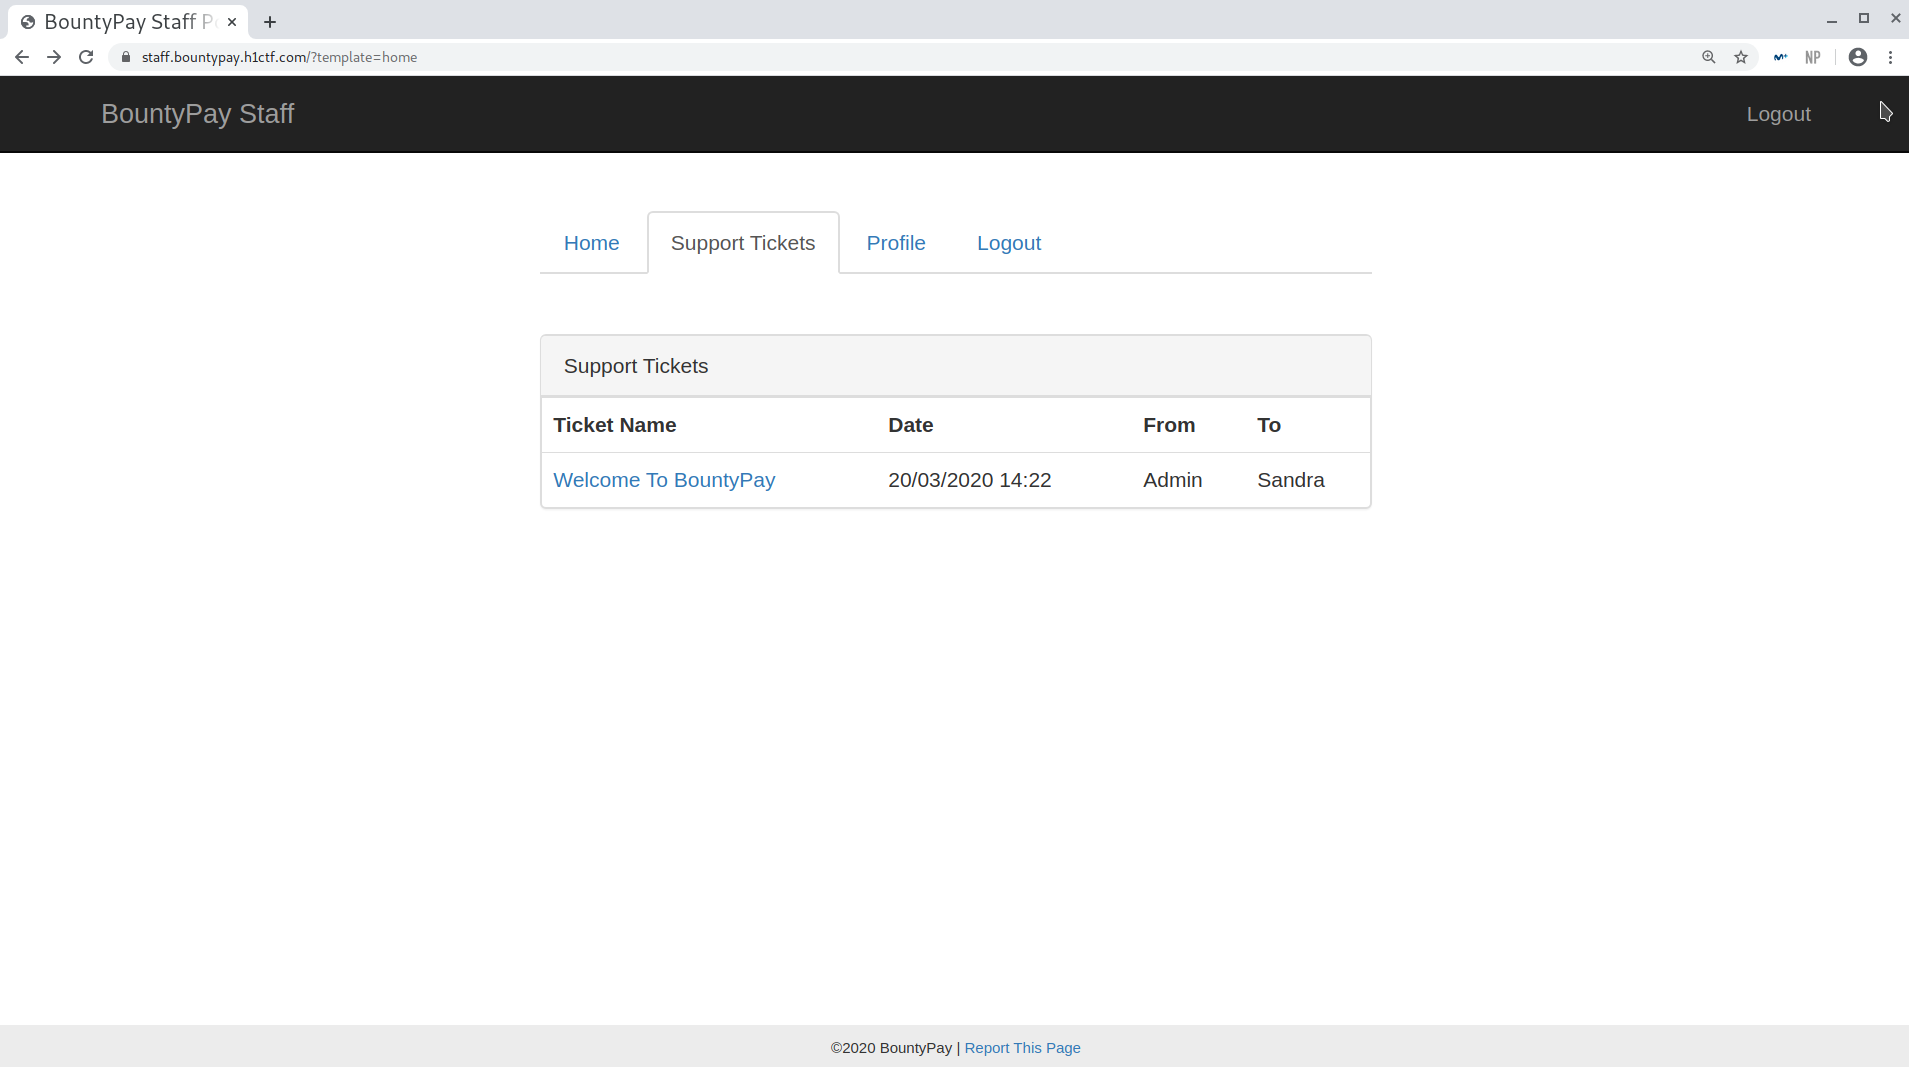 BountyPay Staff P
staff.bountypay.h1ctf.com/?template=home
NP
BountyPay Staff
Logout
Home
Support Tickets
Profile
Logout
Support Tickets
Ticket Name Date From To
Welcome To BountyPay 20/03/2020 14:22 Admin Sandra
©2020 BountyPay | Report This Page